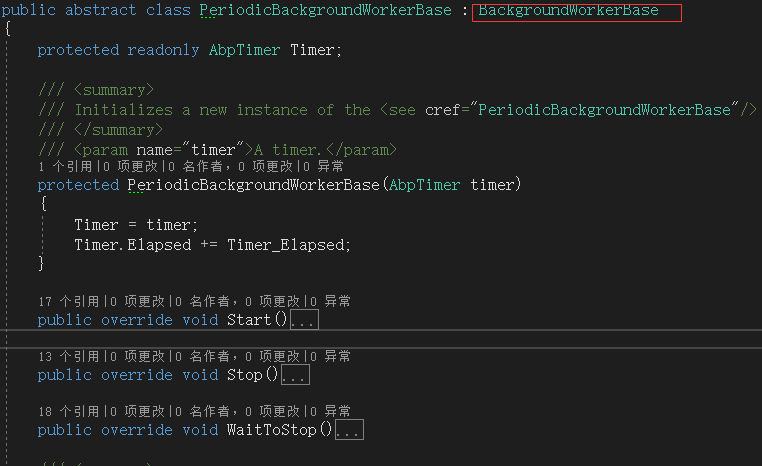 public abstract class PeriodicBackgroundWorkerBase : BackgroundWorkerBase
{
protected readonly AbpTimer Timer;
/// <summary>
/// Initializes a new instance of the <see cref="PeriodicBackgroundWorkerBase"/>
/// </summary>
/// <param name="timer">A timer.</param>
1 个引用|0 项更改|0 名作者，0 项更改|0 异常
protected PeriodicBackgroundWorkerBase(AbpTimer timer)
{
Timer = timer;
Timer.Elapsed += Timer_Elapsed;
}
17 个引用|0 项更改|0 名作者，0 项更改|0 异常
public override void Start()...
13 个引用|0 项更改|0 名作者，0 项更改|0 异常
public override void Stop()...
18 个引用|0 项更改|0 名作者，0 项更改|0 异常
public override void WaitToStop()...